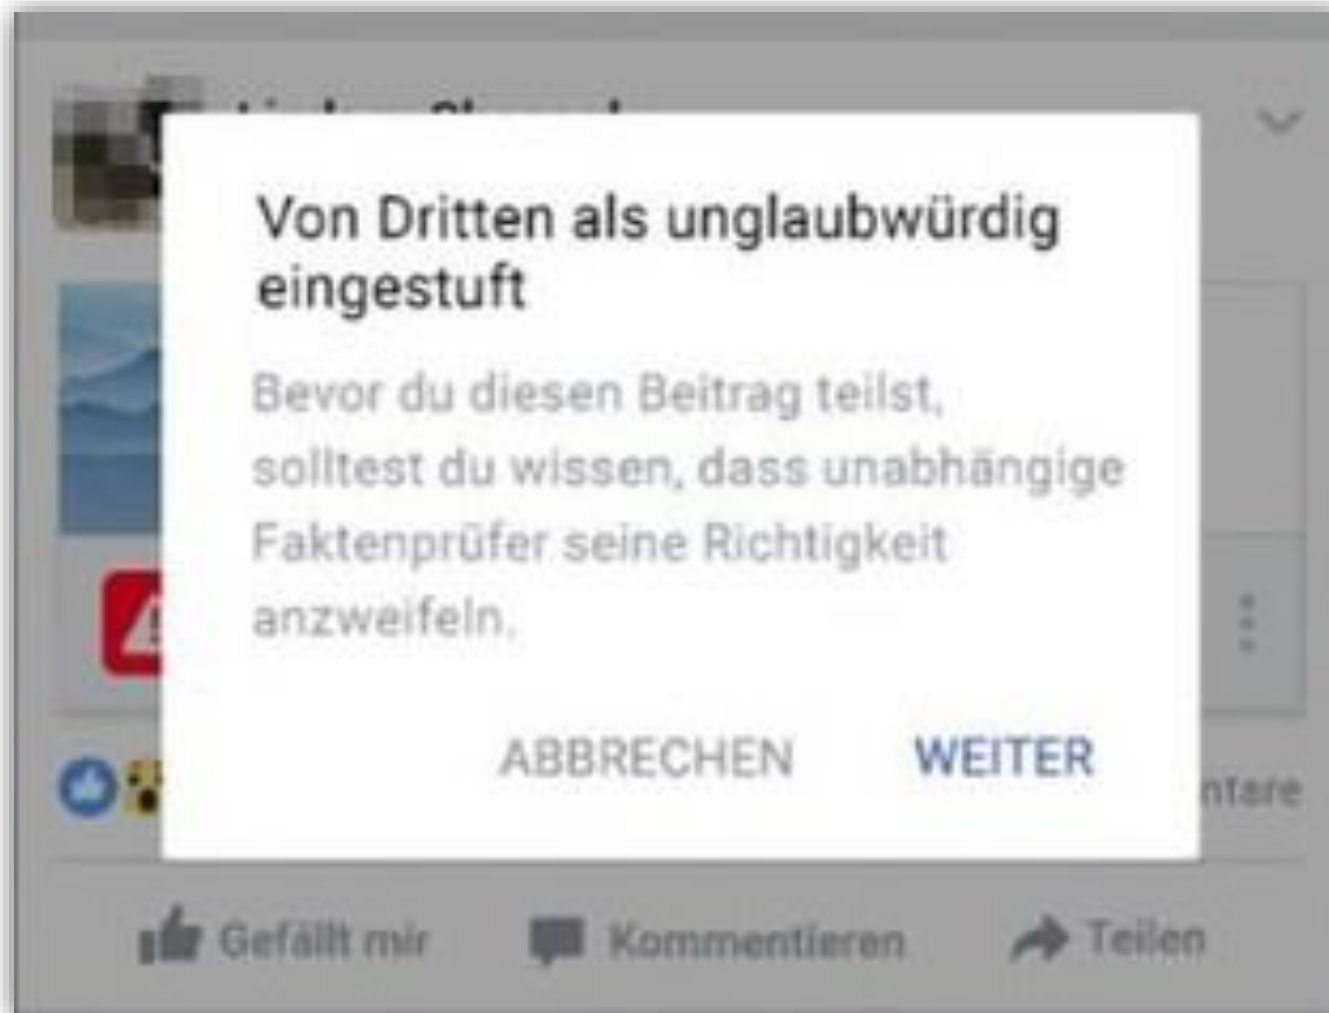 Von Dritten als unglaubwürdig
eingestuft
Bevor du diesen Beitrag teilst,
solltest du wissen, dass unabhängige
Faktenprüfer seine Richtigkeit
anzweifeln.
ABBRECHEN WEITER
ntare
Gefällt mir Kommentieren Teilen